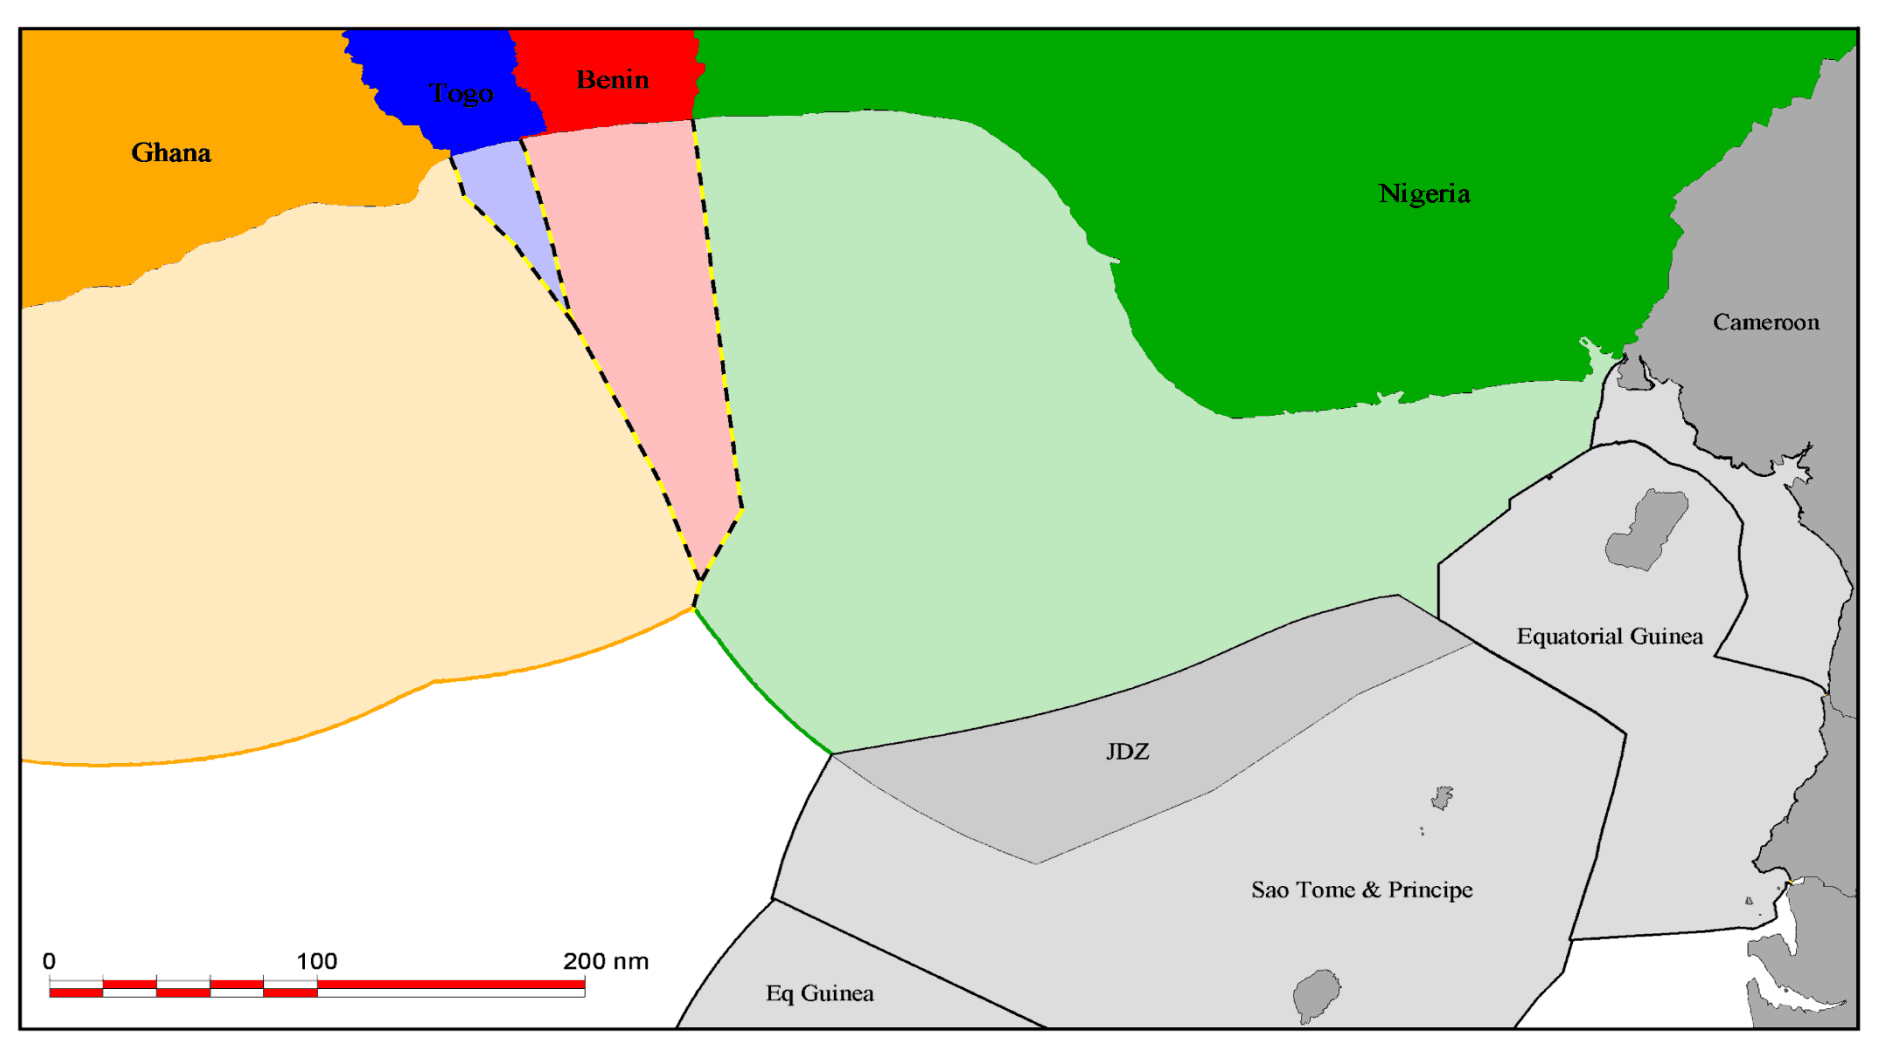 Benin
Togo
Ghana
Nigeria
Cameroon
Equatorial Guinea
JDZ
Sao Tome & Principe
0 100 200 nm
Eq Guinea